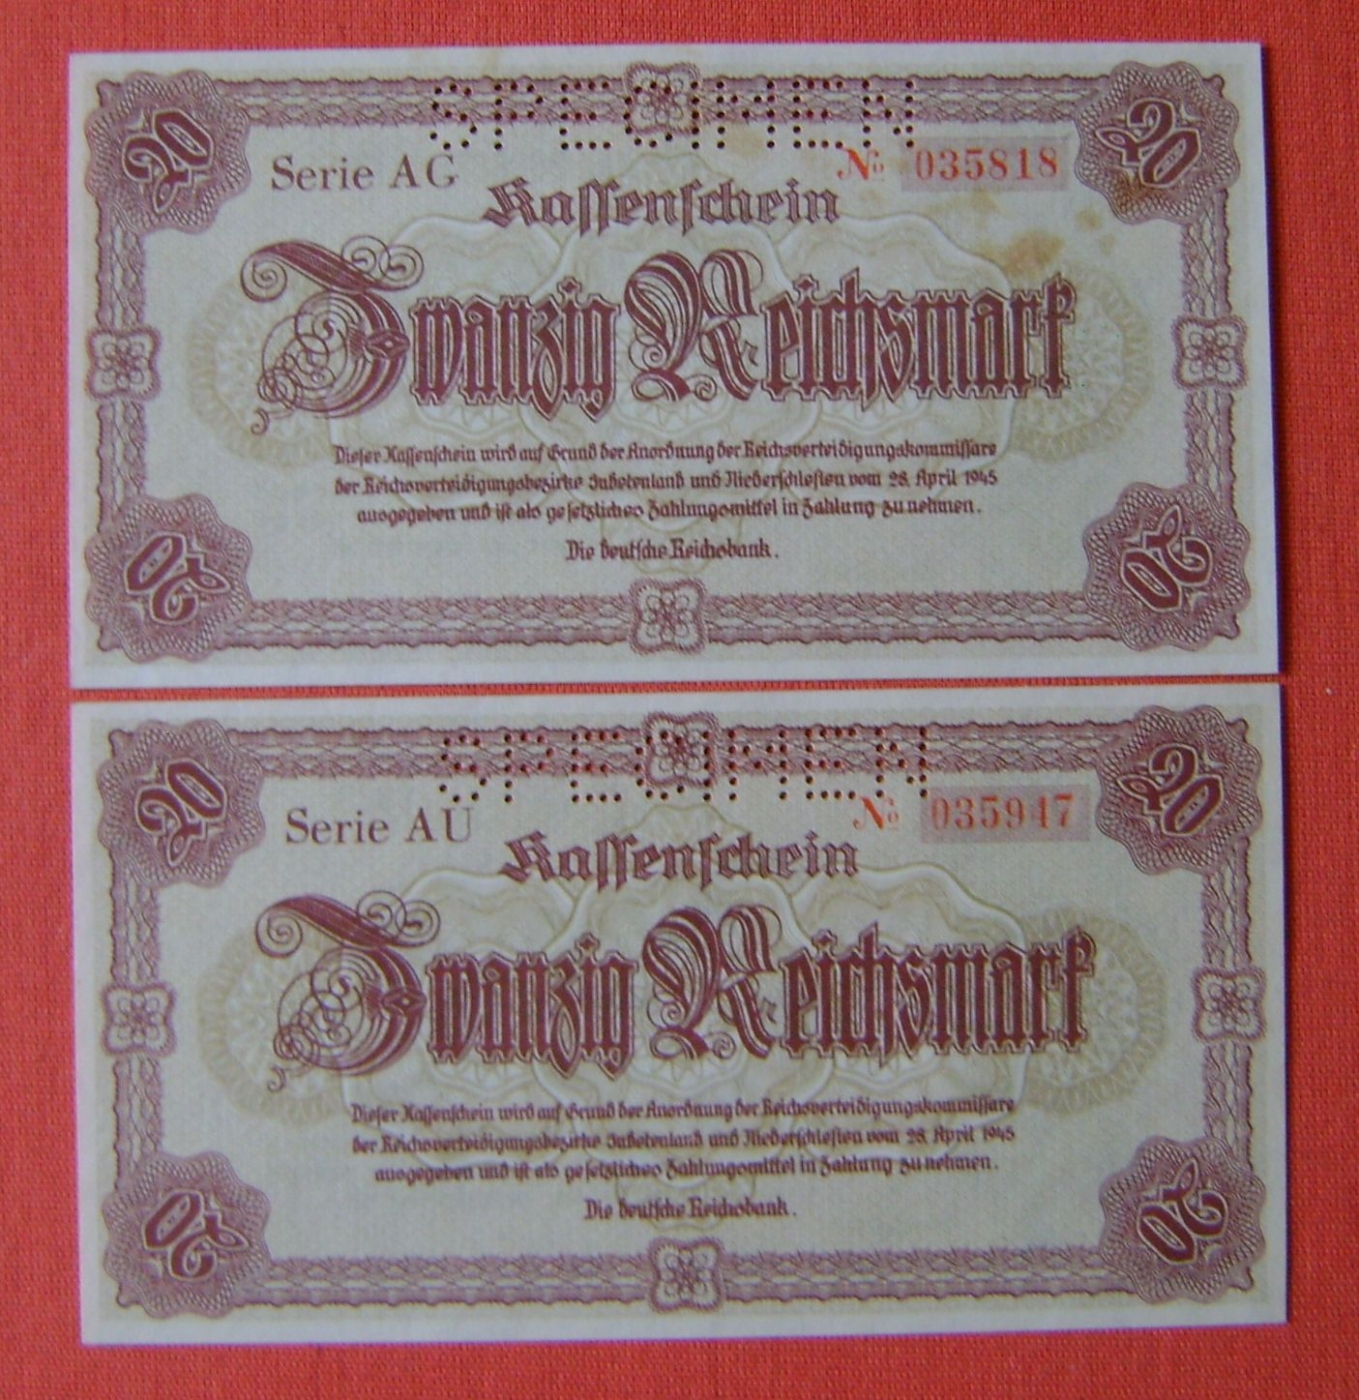 SPECIMEN
20 20
Serie AG № 035818
Kassenschein
Zwanzig Reichsmark
Dieser Kassenschein wird auf Grund der Anordnung der Reichsverteidigungskommissare
der Reichsverteidigungsbezirke Sudetenland und Niederschlesien vom 28. April 1945
ausgegeben und ist als gesetzliches Zahlungsmittel in Zahlung zu nehmen.
Die Deutsche Reichsbank.
20 20
SPECIMEN
20 20
Serie AU № 035947
Kassenschein
Zwanzig Reichsmark
Dieser Kassenschein wird auf Grund der Anordnung der Reichsverteidigungskommissare
der Reichsverteidigungsbezirke Sudetenland und Niederschlesien vom 28. April 1945
ausgegeben und ist als gesetzliches Zahlungsmittel in Zahlung zu nehmen.
Die Deutsche Reichsbank.
20 20